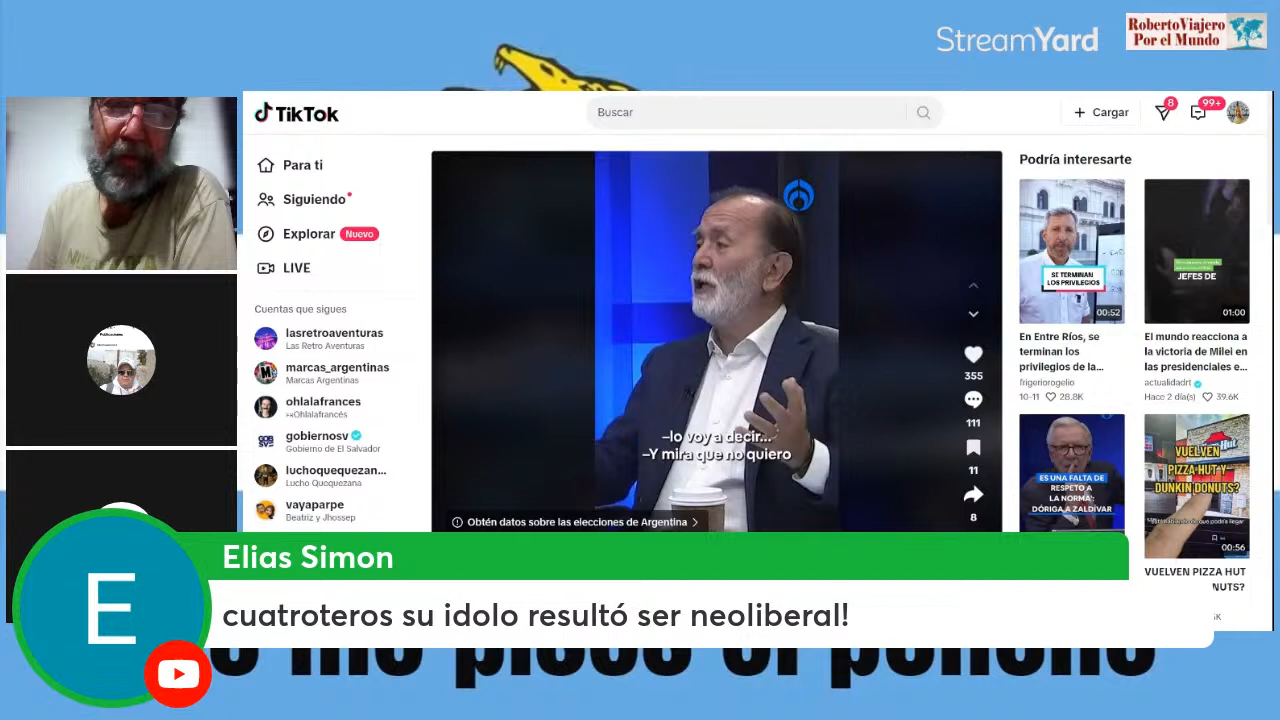 StreamYard
RobertoViajero
Por el Mundo
TikTok
Buscar
Cargar
8
99+
Para ti
Siguiendo
Explorar
Nuevo
LIVE
Cuentas que sigues
lasretroaventuras
Las Retro Aventuras
marcas_argentinas
Marcas Argentinas
ohlalafrances
Ohlalafrancés
gobiernosv
Gobierno de El Salvador
luchoquequezan...
Lucho Quequezana
vayaparpe
Beatriz y Jhossep
–lo voy a decir...
–Y mira que no quiero
355
111
11
8
Obtén datos sobre las elecciones de Argentina
Podría interesarte
SE TERMINAN
LOS PRIVILEGIOS
00:52
En Entre Ríos, se
terminan los
privilegios de la...
frigeriorogelio
10-11
28.8K
JEFES DE
01:00
El mundo reacciona a
la victoria de Milei en
las presidenciales e...
actualidadrt
Hace 2 día(s)
39.6K
ES UNA FALTA DE
RESPETO A
LA NORMA':
DÓRIGA A ZALDÍVAR
VUELVEN
PIZZA HUT Y
DUNKIN DONUTS?
00:56
VUELVEN PIZZA HUT
NUTS?
E
Elias Simon
cuatroteros su idolo resultó ser neoliberal!